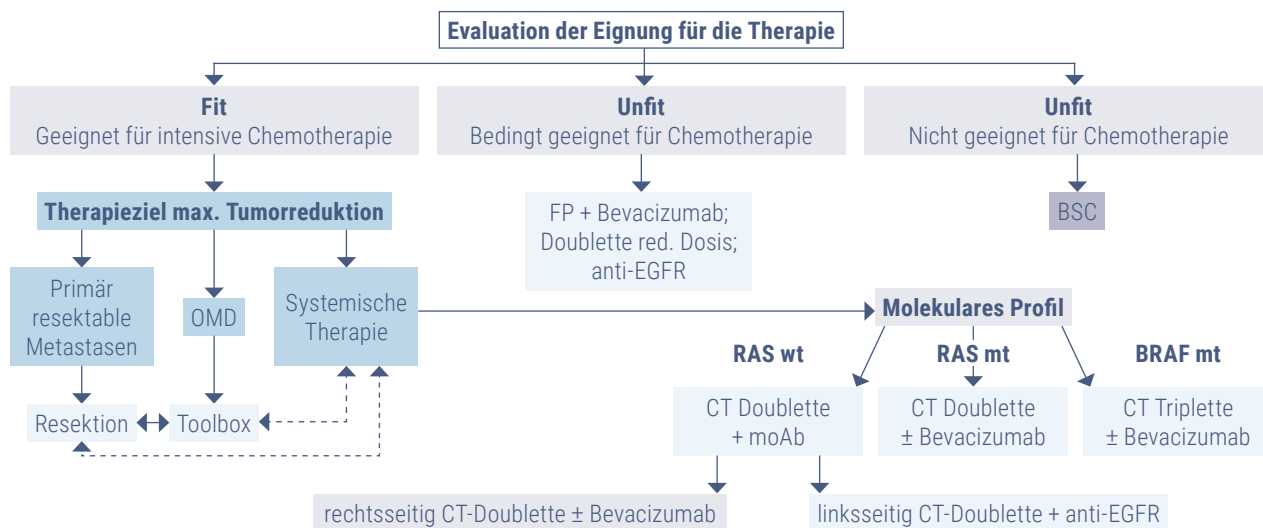 Evaluation der Eignung für die Therapie
Fit
Geeignet für intensive Chemotherapie
Unfit
Bedingt geeignet für Chemotherapie
Unfit
Nicht geeignet für Chemotherapie
Therapieziel max. Tumorreduktion
FP + Bevacizumab;
Doublette red. Dosis;
anti-EGFR
BSC
Primär
resektable
Metastasen
OMD
Systemische
Therapie
Resektion
Toolbox
Molekulares Profil
RAS wt
RAS mt
BRAF mt
CT Doublette
+ moAb
CT Doublette
± Bevacizumab
CT Triplette
± Bevacizumab
rechtsseitig CT-Doublette ± Bevacizumab
linksseitig CT-Doublette + anti-EGFR